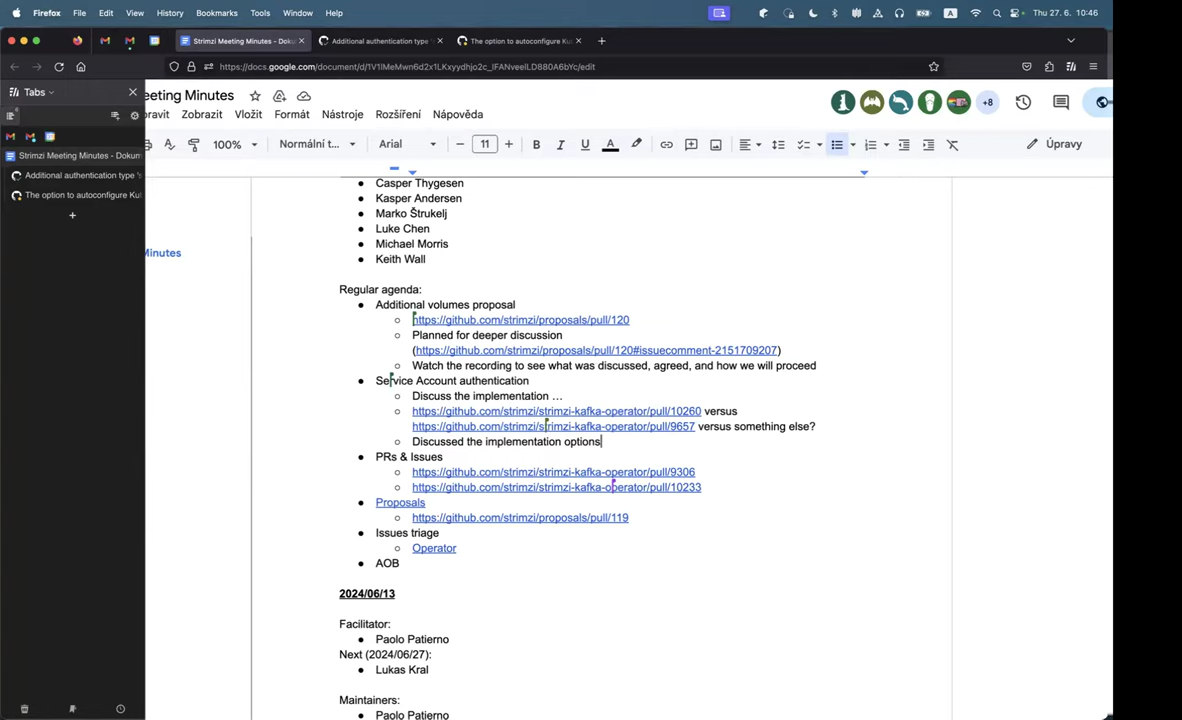 Firefox File Edit View History Bookmarks Tools Window Help A Thu 27. 6. 10:46
Strimzi Meeting Minutes - Doku Additional authentication type ' The option to autoconfigure Ku
https://docs.google.com/document/d/1V1lMeMwn6d2x1LKxyydhjo2c_lFANveelLD880A6bYc/edit
Tabs
eeting Minutes
+8
pravit Zobrazit Vložit Formát Nástroje Rozšíření Nápověda
100% Normální t... Arial 11 B I U A Úpravy
Strimzi Meeting Minutes - Dokum
Additional authentication type 's
The option to autoconfigure Kul
Minutes
Casper Thygesen
Kasper Andersen
Marko Štrukelj
Luke Chen
Michael Morris
Keith Wall
Regular agenda:
Additional volumes proposal
https://github.com/strimzi/proposals/pull/120
Planned for deeper discussion
(https://github.com/strimzi/proposals/pull/120#issuecomment-2151709207)
Watch the recording to see what was discussed, agreed, and how we will proceed
Service Account authentication
Discuss the implementation …
https://github.com/strimzi/strimzi-kafka-operator/pull/10260 versus
https://github.com/strimzi/strimzi-kafka-operator/pull/9657 versus something else?
Discussed the implementation options
PRs & Issues
https://github.com/strimzi/strimzi-kafka-operator/pull/9306
https://github.com/strimzi/strimzi-kafka-operator/pull/10233
Proposals
https://github.com/strimzi/proposals/pull/119
Issues triage
Operator
AOB
2024/06/13
Facilitator:
Paolo Patierno
Next (2024/06/27):
Lukas Kral
Maintainers:
Paolo Patierno